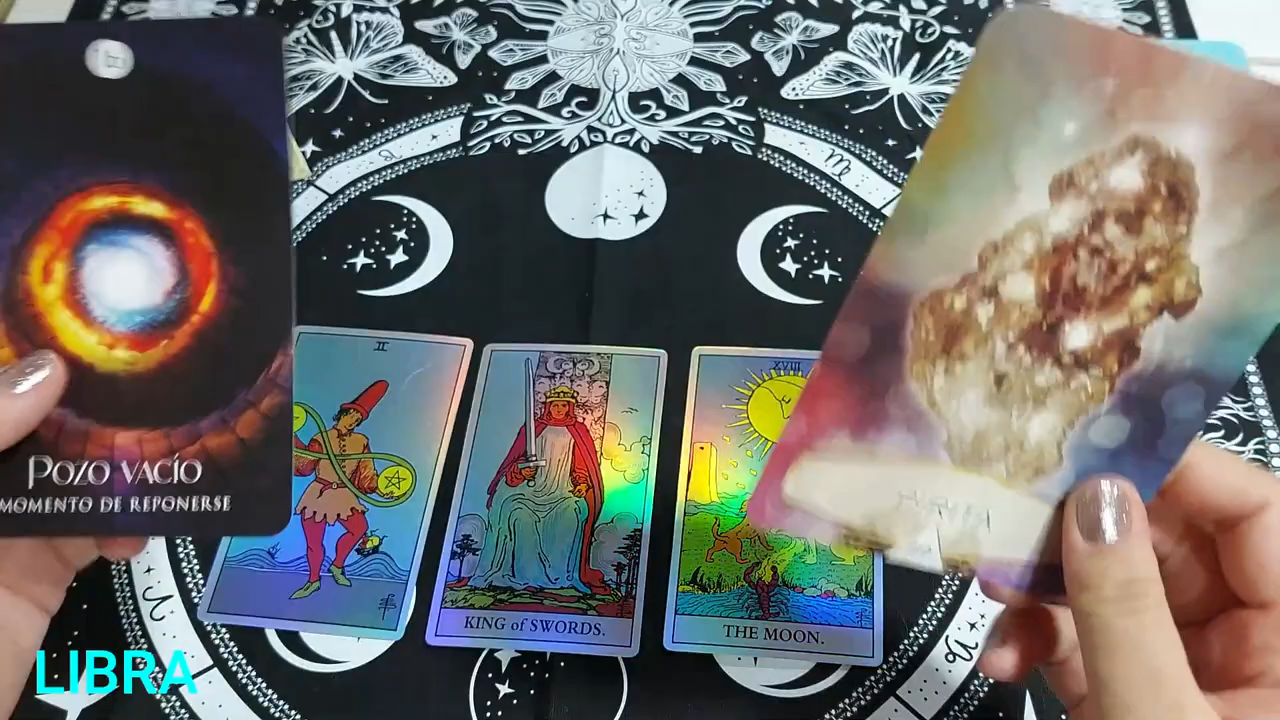 POZO VACÍO
MOMENTO DE REPONERSE
II
KING of SWORDS.
XVIII
THE MOON.
LIBRA